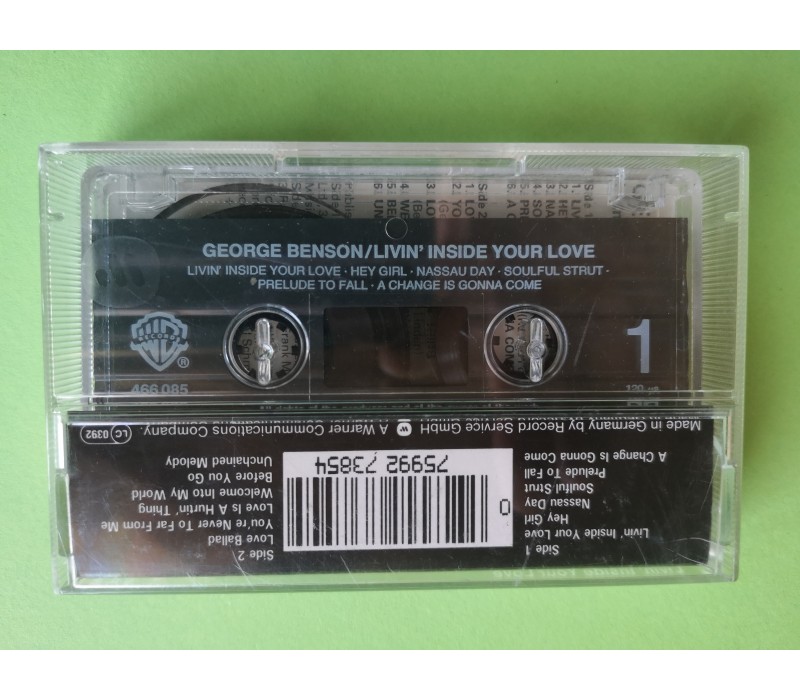 GEORGE BENSON/LIVIN' INSIDE YOUR LOVE
LIVIN' INSIDE YOUR LOVE · HEY GIRL · NASSAU DAY · SOULFUL STRUT ·
PRELUDE TO FALL · A CHANGE IS GONNA COME
RECORDS
®
1
466 085
120
Made in Germany by Record Service GmbH A Warner Communications Company.
LC 0392
Side 1
Livin' Inside Your Love
Hey Girl
Nassau Day
Soulful Strut
Prelude To Fall
A Change Is Gonna Come
0
75992 73854
Side 2
Love Ballad
You're Never To Far From Me
Love Is A Hurtin' Thing
Welcome Into My World
Before You Go
Unchained Melody